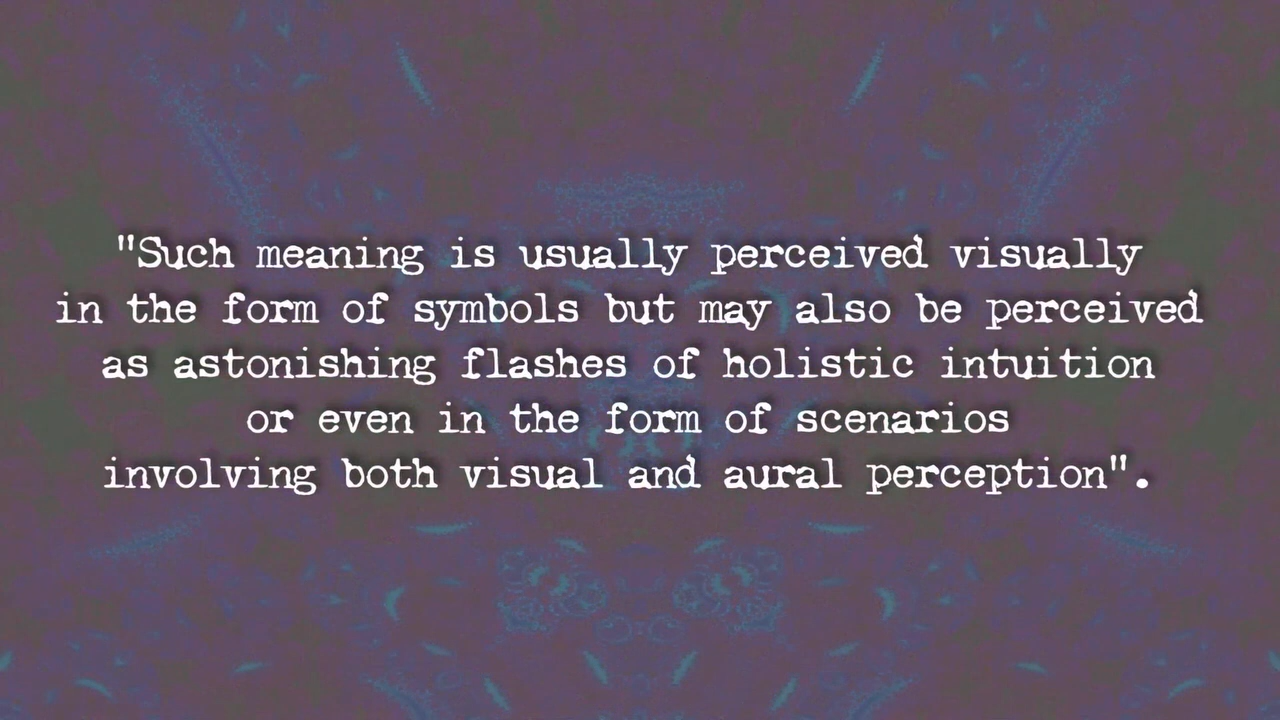 "Such meaning is usually perceived visually
in the form of symbols but may also be perceived
as astonishing flashes of holistic intuition
or even in the form of scenarios
involving both visual and aural perception".